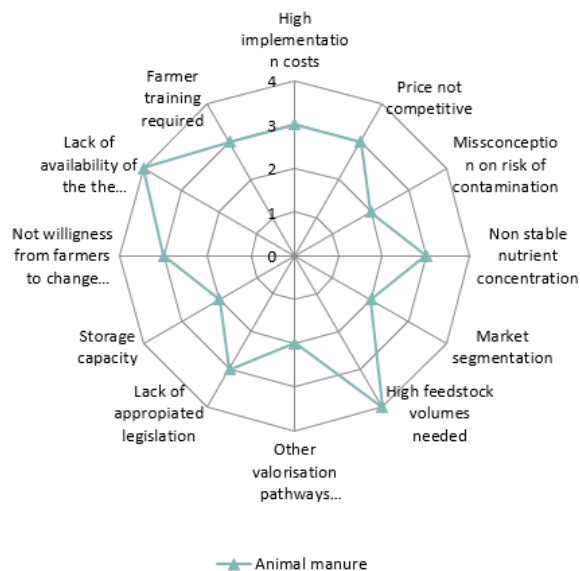 High
implementatio
n costs
Price not
competitive
Missconceptio
n on risk of
contamination
Non stable
nutrient
concentration
Market
segmentation
High feedstock
volumes
needed
Other
valorisation
pathways...
Lack of
appropiated
legislation
Storage
capacity
Not willigness
from farmers
to change...
Lack of
availability of
the the...
Farmer
training
required
4
3
2
1
0
Animal manure